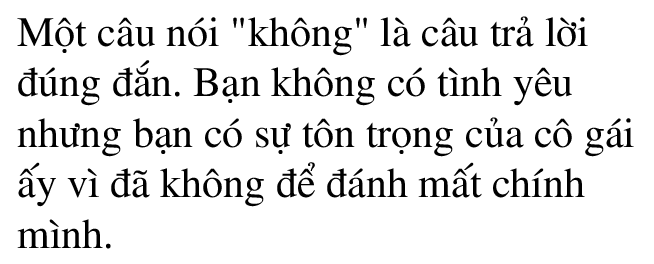 Một câu nói "không" là câu trả lời
đúng đắn. Bạn không có tình yêu
nhưng bạn có sự tôn trọng của cô gái
ấy vì đã không để đánh mất chính
mình.